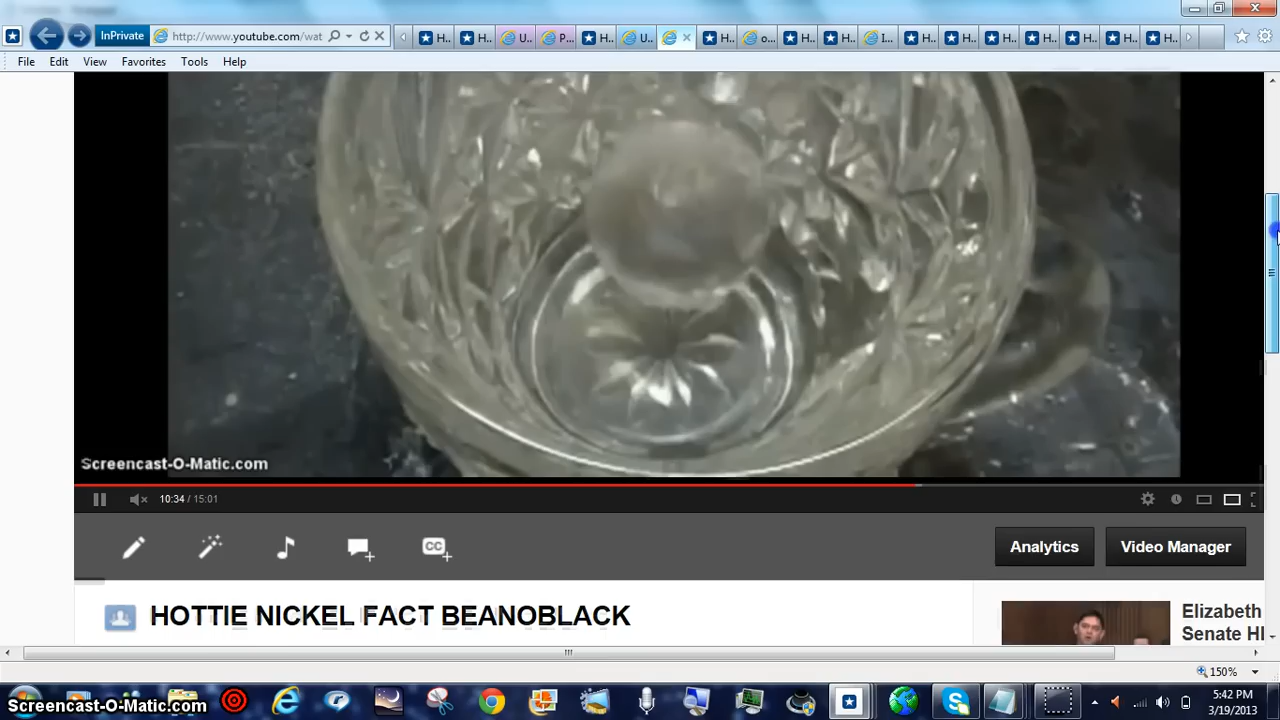 InPrivate
http://www.youtube.com/wat
H..
H..
U..
P...
H..
U..
H..
o..
H..
H..
I...
H..
H..
H..
H..
H..
H..
H..
File Edit View Favorites Tools Help
Screencast-O-Matic.com
10:34 / 15:01
CC
Analytics
Video Manager
HOTTIE NICKEL FACT BEANOBLACK
Elizabeth
Senate HI
150%
Screencast-O-Matic.com
5:42 PM
3/19/2013